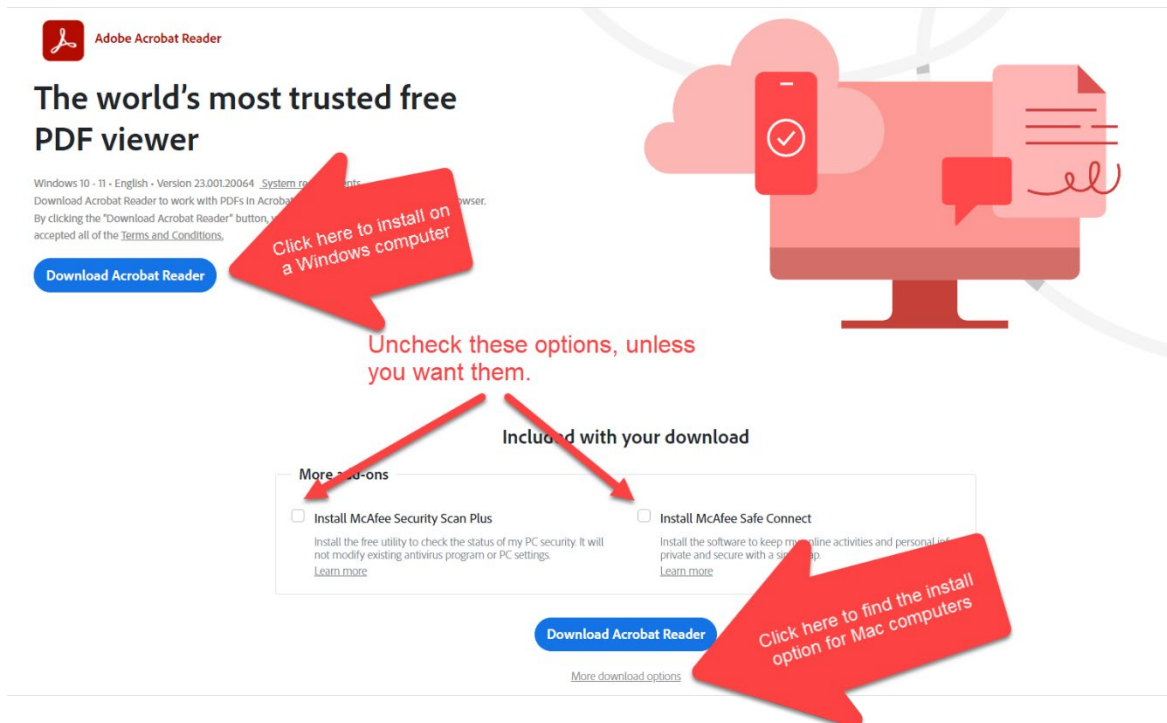 Adobe Acrobat Reader
The world's most trusted free
PDF viewer
Windows 10 - 11 • English • Version 23.001.20064 System
Download Acrobat Reader to work with PDFs in
By clicking the "Download Acrobat Reader" button,
accepted all of the Terms and Conditions.
Download Acrobat Reader
Click here to install on
a Windows computer
Uncheck these options, unless
you want them.
Included with your download
More add-ons
Install McAfee Security Scan Plus
Install the free utility to check the status of my PC security. It will
not modify existing antivirus program or PC settings.
Learn more
Install McAfee Safe Connect
Install the software to keep my online activities and personal
private and secure with a
Learn more
Download Acrobat Reader
More download options
Click here to find the install
option for Mac computers